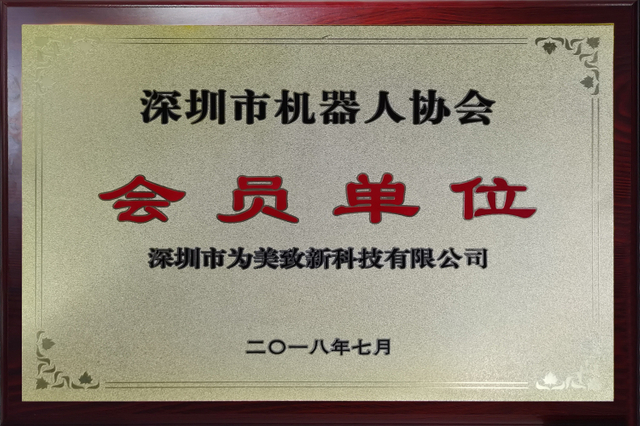 深圳市机器人协会
会员单位
深圳市为美致新科技有限公司
二〇一八年七月